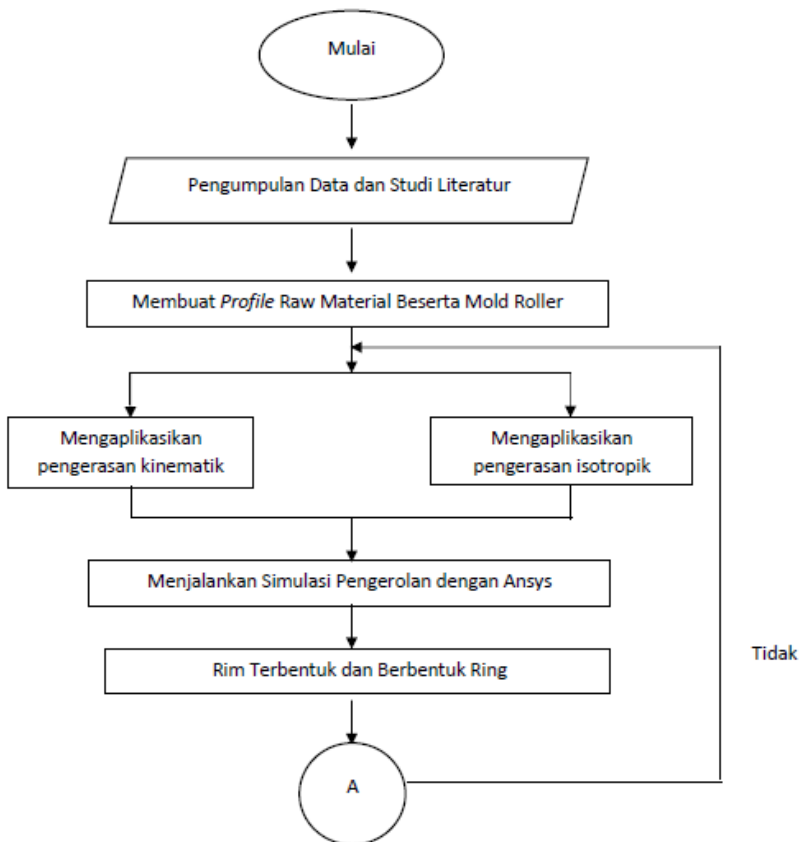 Mulai
Pengumpulan Data dan Studi Literatur
Membuat Profile Raw Material Beserta Mold Roller
Mengaplikasikan
pengerasan kinematik
Mengaplikasikan
pengerasan isotropik
Menjalankan Simulasi Pengerolan dengan Ansys
Rim Terbentuk dan Berbentuk Ring
Tidak
A